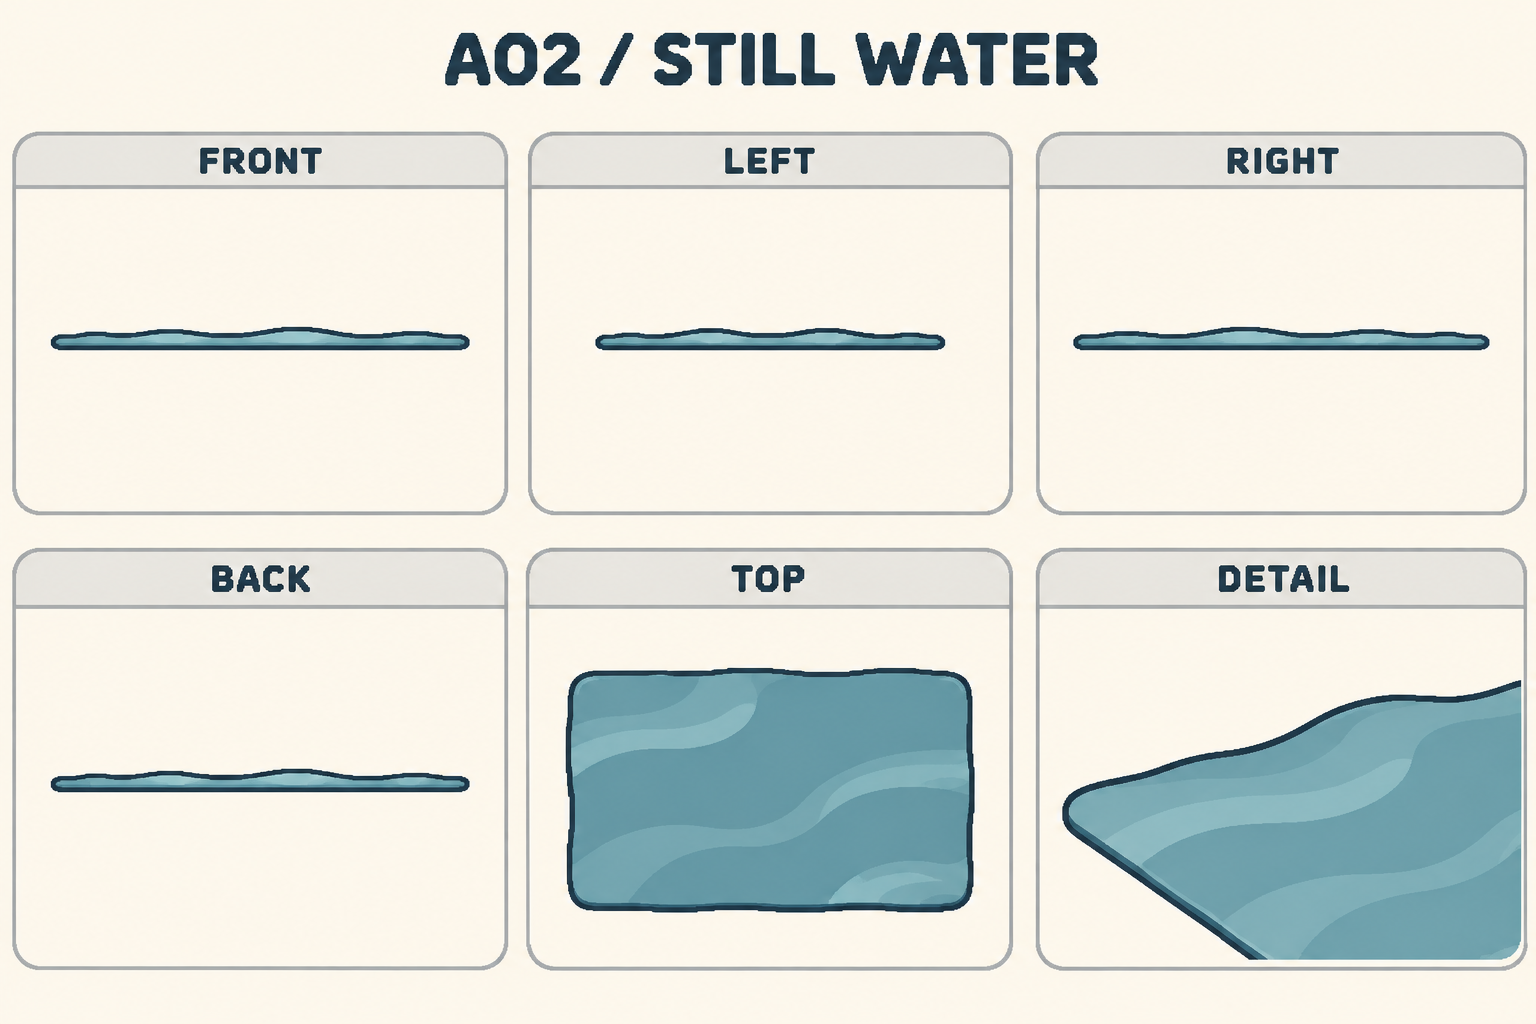 A02 / STILL WATER
FRONT
LEFT
RIGHT
BACK
TOP
DETAIL